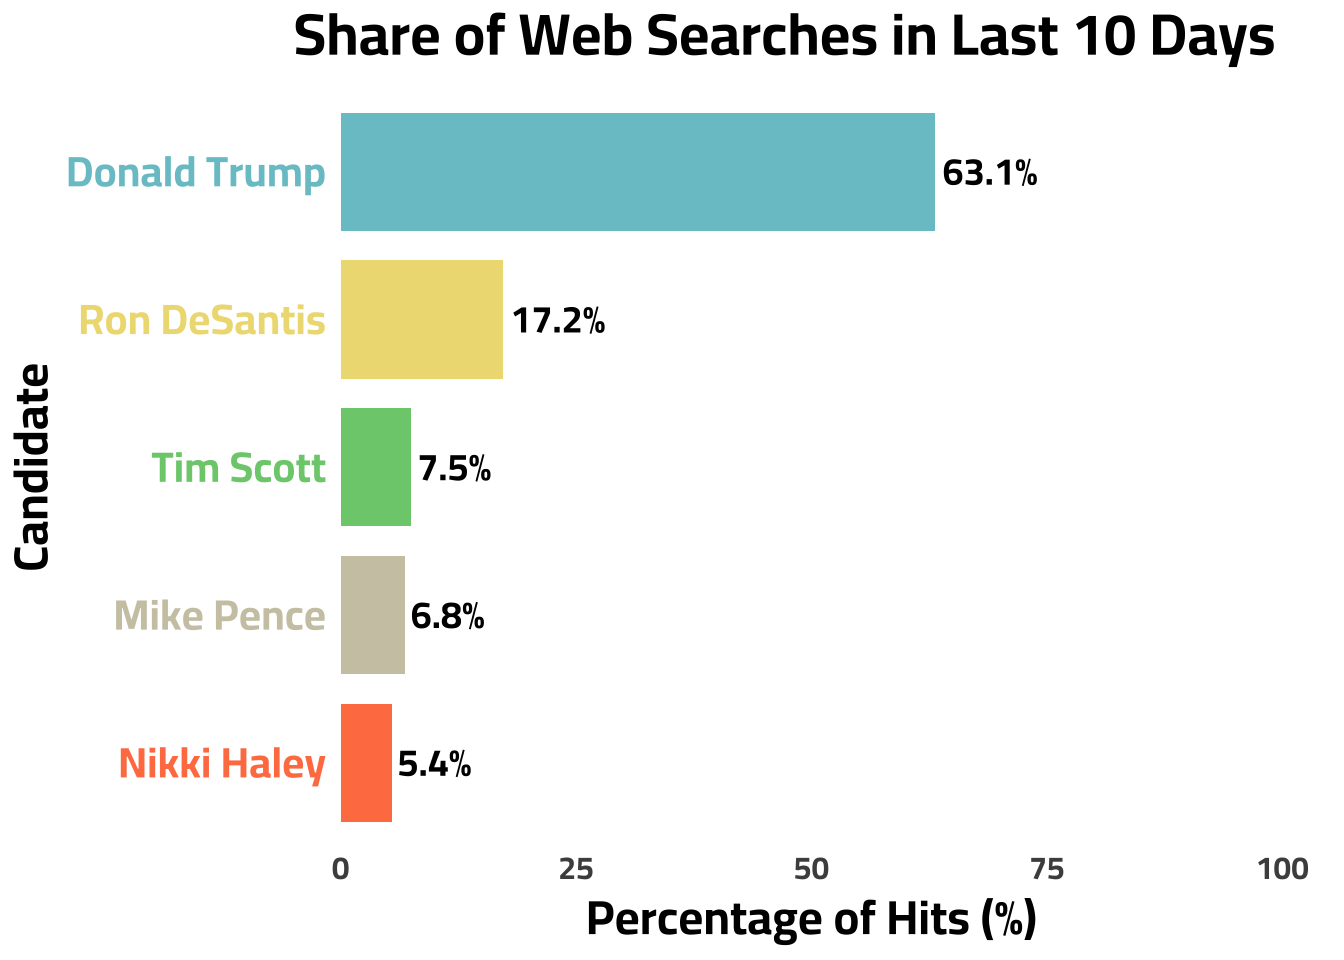 Share of Web Searches in Last 10 Days
Donald Trump 63.1%
Ron DeSantis 17.2%
Tim Scott 7.5%
Mike Pence 6.8%
Nikki Haley 5.4%
Candidate
0 25 50 75 100
Percentage of Hits (%)